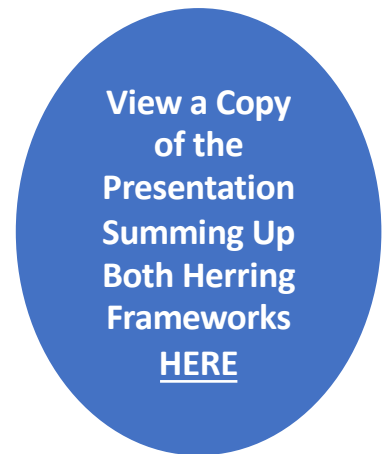 View a Copy
of the
Presentation
Summing Up
Both Herring
Frameworks
HERE